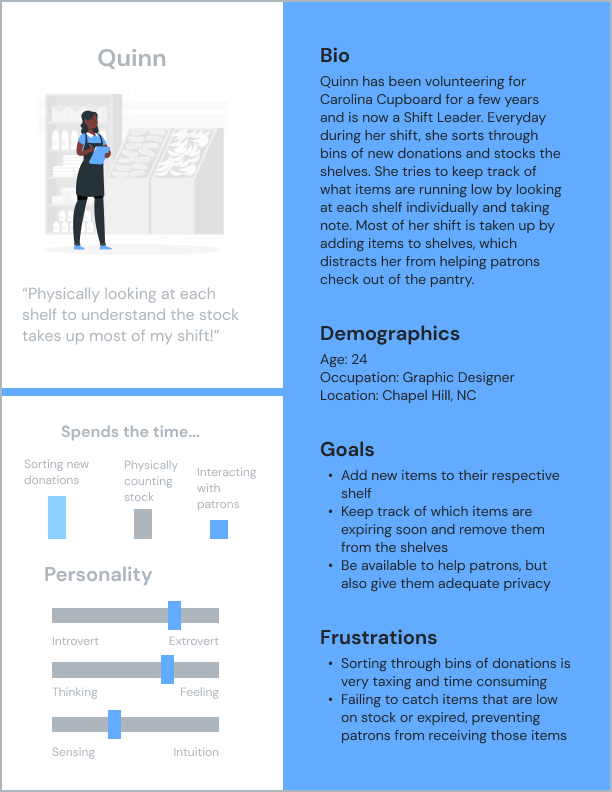 Quinn
“Physically looking at each
shelf to understand the stock
takes up most of my shift!”
Spends the time...
Sorting new
donations
Physically
counting
stock
Interacting
with
patrons
Personality
Introvert Extrovert
Thinking Feeling
Sensing Intuition
Bio
Quinn has been volunteering for
Carolina Cupboard for a few years
and is now a Shift Leader. Everyday
during her shift, she sorts through
bins of new donations and stocks the
shelves. She tries to keep track of
what items are running low by looking
at each shelf individually and taking
note. Most of her shift is taken up by
adding items to shelves, which
distracts her from helping patrons
check out of the pantry.
Demographics
Age: 24
Occupation: Graphic Designer
Location: Chapel Hill, NC
Goals
• Add new items to their respective
shelf
• Keep track of which items are
expiring soon and remove them
from the shelves
• Be available to help patrons, but
also give them adequate privacy
Frustrations
• Sorting through bins of donations is
very taxing and time consuming
• Failing to catch items that are low
on stock or expired, preventing
patrons from receiving those items